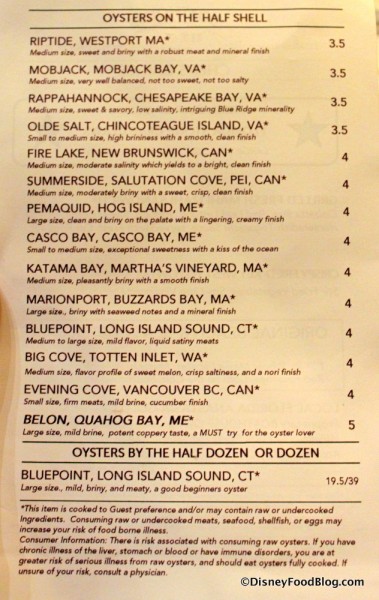 OYSTERS ON THE HALF SHELL
RIPTIDE, WESTPORT MA* 3.5
Medium size, sweet and briny with a robust meat and mineral finish
MOBJACK, MOBJACK BAY, VA* 3.5
Medium size, very well balanced, not too sweet, not too salty
RAPPAHANNOCK, CHESAPEAKE BAY, VA* 3.5
Medium size, sweet & savory, low salinity, intriguing Blue Ridge minerality
OLDE SALT, CHINCOTEAGUE ISLAND, VA* 3.5
Small to medium size, high brininess with a smooth, clean finish
FIRE LAKE, NEW BRUNSWICK, CAN* 4
Medium size, moderate salinity which yields to a bright, clean finish
SUMMERSIDE, SALUTATION COVE, PEI, CAN* 4
Medium size, moderately briny with a sweet, crisp, clean finish
PEMAQUID, HOG ISLAND, ME* 4
Large size, clean and briny on the palate with a lingering, creamy finish
CASCO BAY, CASCO BAY, ME* 4
Small to medium size, exceptional sweetness with a kiss of the ocean
KATAMA BAY, MARTHA'S VINEYARD, MA* 4
Medium size, pleasantly briny with a smooth finish
MARIONPORT, BUZZARDS BAY, MA* 4
Large size., briny with seaweed notes and a mineral finish
BLUEPOINT, LONG ISLAND SOUND, CT* 4
Medium to large size, mild flavor, liquid satiny meats
BIG COVE, TOTTEN INLET, WA* 4
Medium size, flavor profile of sweet melon, crisp saltiness, and a nori finish
EVENING COVE, VANCOUVER BC, CAN* 4
Small size, firm meats, mild brine, cucumber finish
BELON, QUAHOG BAY, ME* 5
Large size, mild brine, potent coppery taste, a MUST try for the oyster lover
OYSTERS BY THE HALF DOZEN OR DOZEN
BLUEPOINT, LONG ISLAND SOUND, CT* 19.5/39
Large size., mild, briny, and meaty, a good beginners oyster
*This item is cooked to Guest preference and/or may contain raw or undercooked
Ingredients. Consuming raw or undercooked meats, seafood, shellfish, or eggs may
increase your risk of food borne illness.
Consumer Information: There is risk associated with consuming raw oysters. If you have
chronic illness of the liver, stomach or blood or have immune disorders, you are at
greater risk of serious illness from raw oysters, and should eat oysters fully cooked. If
unsure of your risk, consult a physician.
©DisneyFoodBlog.com